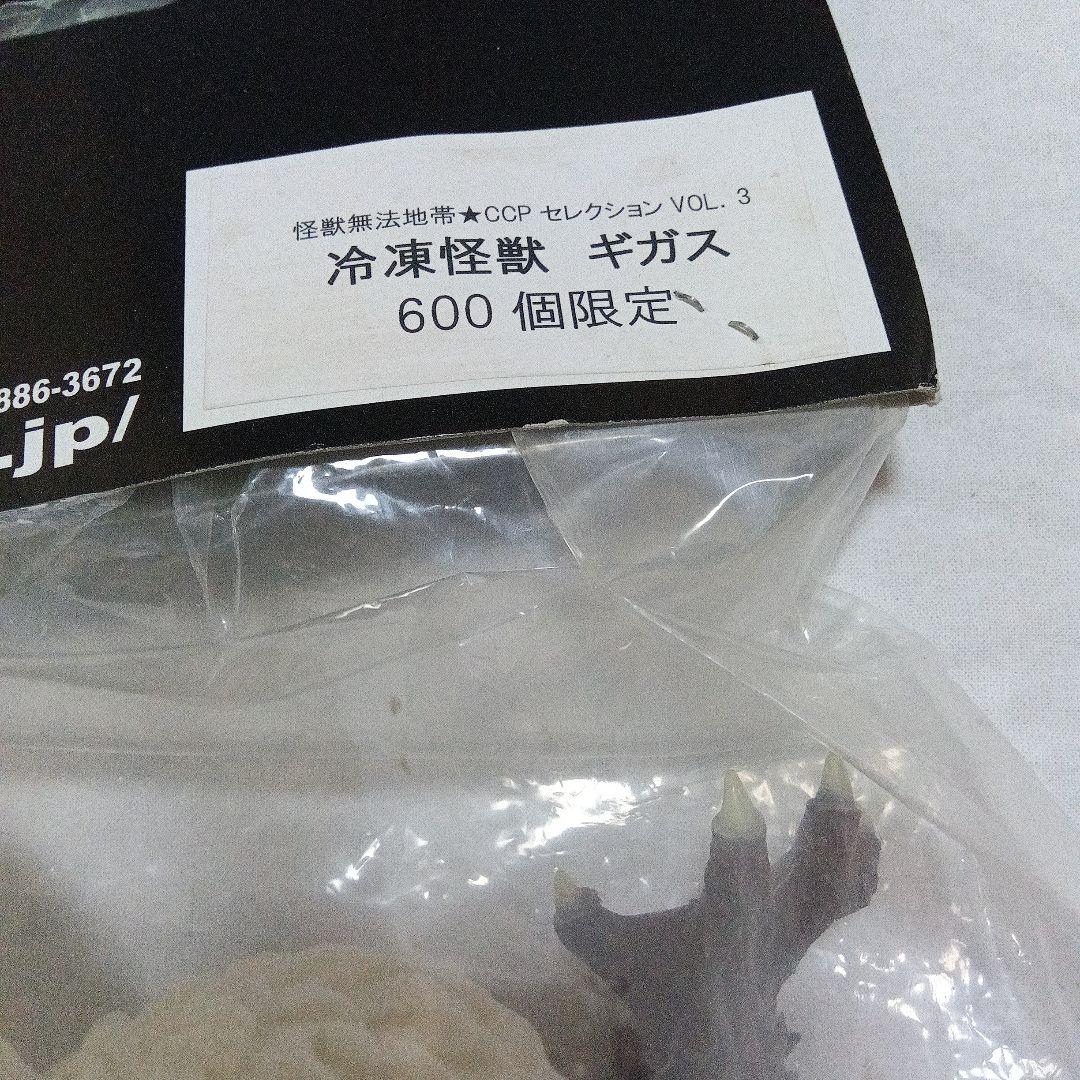 怪獣無法地帯★CCP セレクション VOL. 3
冷凍怪獣 ギガス
600 個限定
886-3672
.jp/